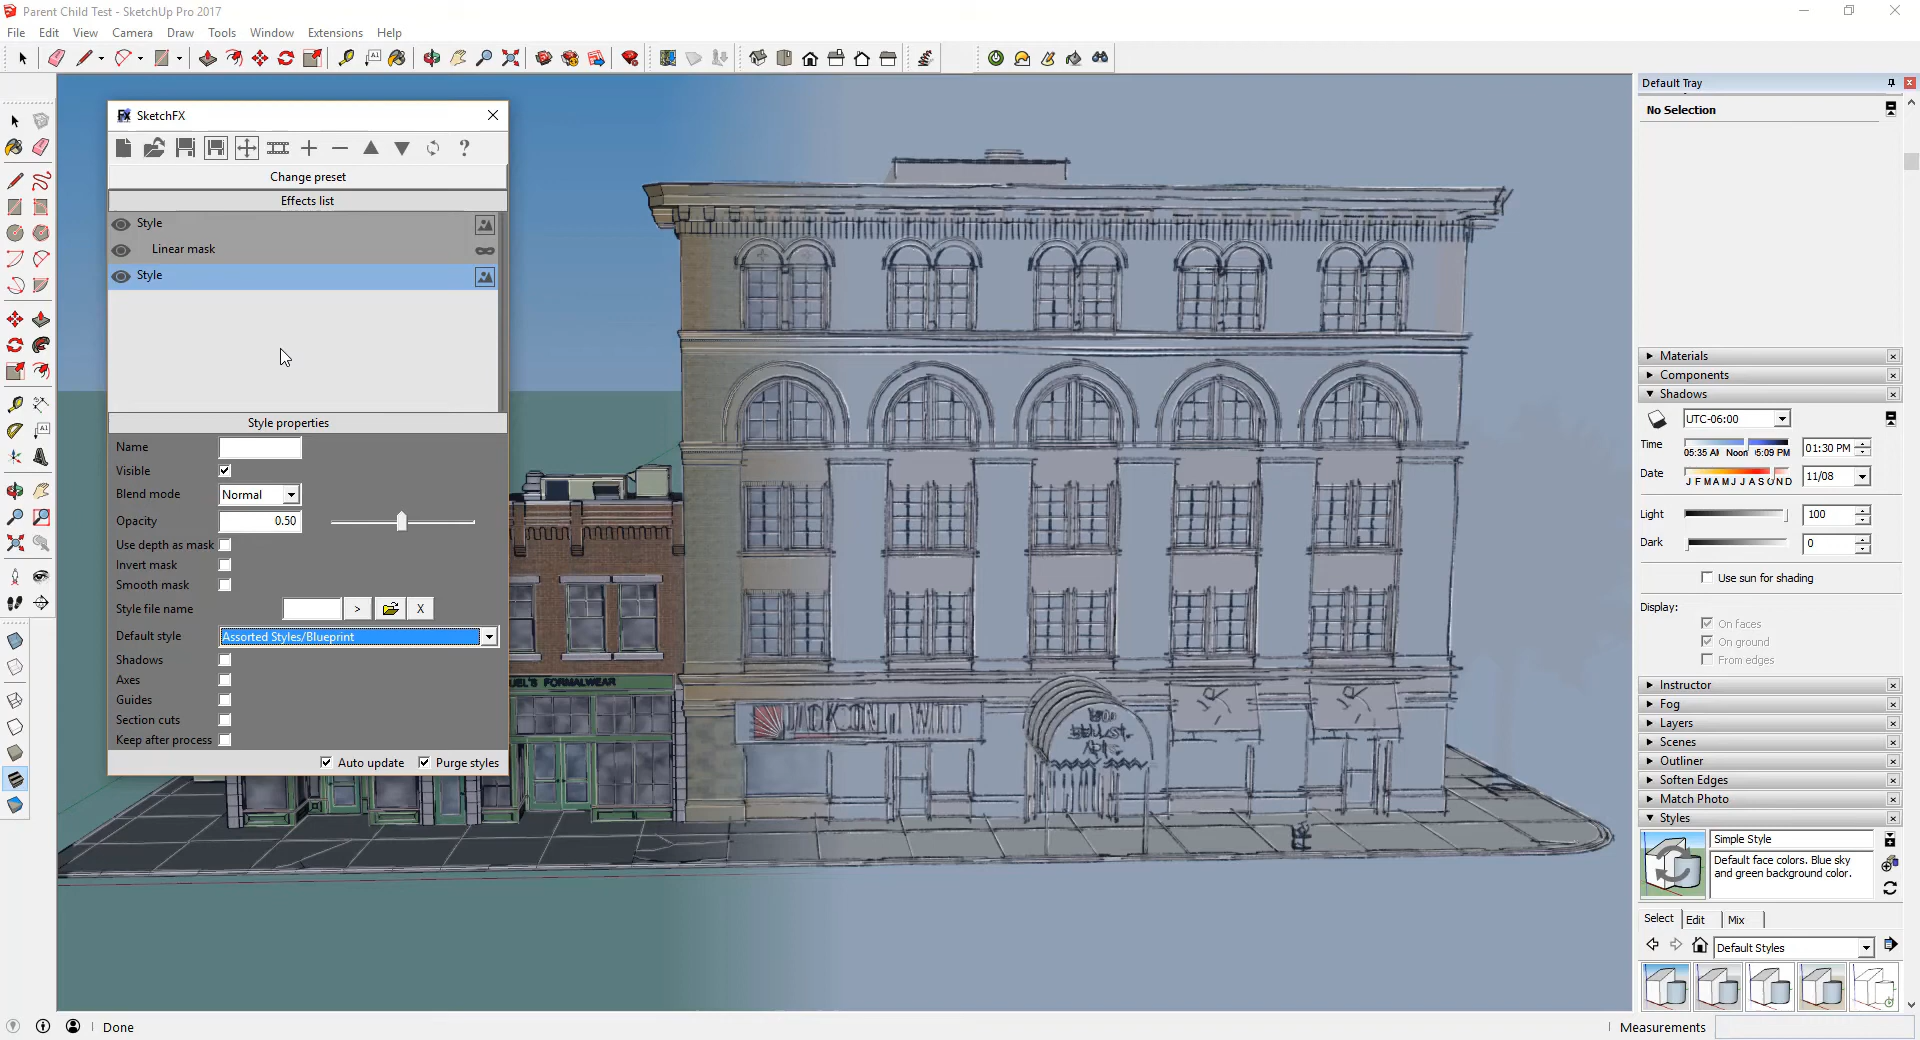 Parent Child Test - SketchUp Pro 2017
File Edit View Camera Draw Tools Window Extensions Help
FX SketchFX
Change preset
Effects list
Style
Linear mask
Style
Style properties
Name
Visible
Blend mode Normal
Opacity 0.50
Use depth as mask
Invert mask
Smooth mask
Style file name > X
Default style Assorted Styles/Blueprint
Shadows
Axes
Guides
Section cuts
Keep after process
Auto update Purge styles
UEL'S FORMALWEAR
Default Tray
No Selection
Materials
Components
Shadows
UTC-06:00
Time 01:30 PM
05:35 AM Noon 05:09 PM
Date 11/08
J F M A M J J A S O N D
Light 100
Dark 0
Use sun for shading
Display:
On faces
On ground
From edges
Instructor
Fog
Layers
Scenes
Outliner
Soften Edges
Match Photo
Styles
Simple Style
Default face colors. Blue sky
and green background color.
Select Edit Mix
Default Styles
Done
Measurements